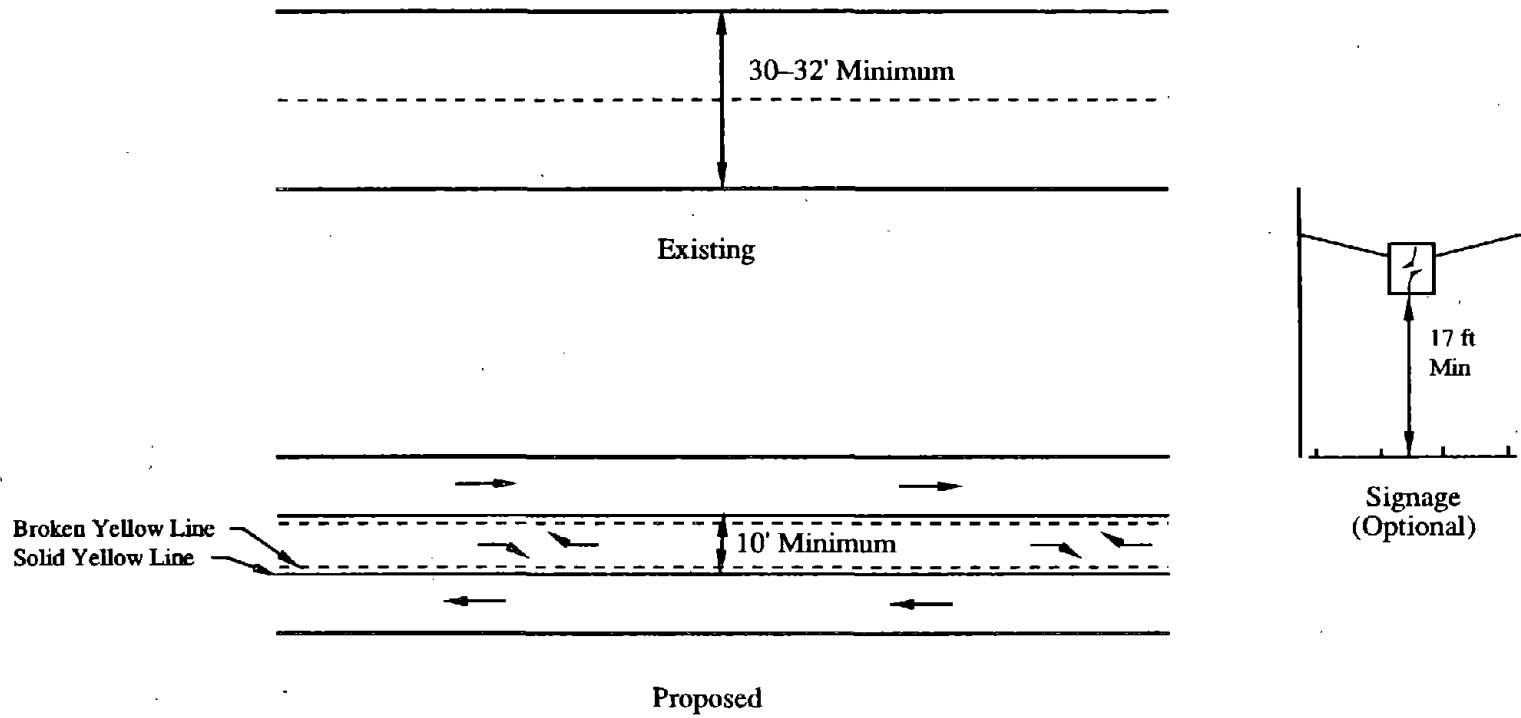 30–32' Minimum
Existing
17 ft
Min
Signage
(Optional)
Broken Yellow Line
Solid Yellow Line
10' Minimum
Proposed